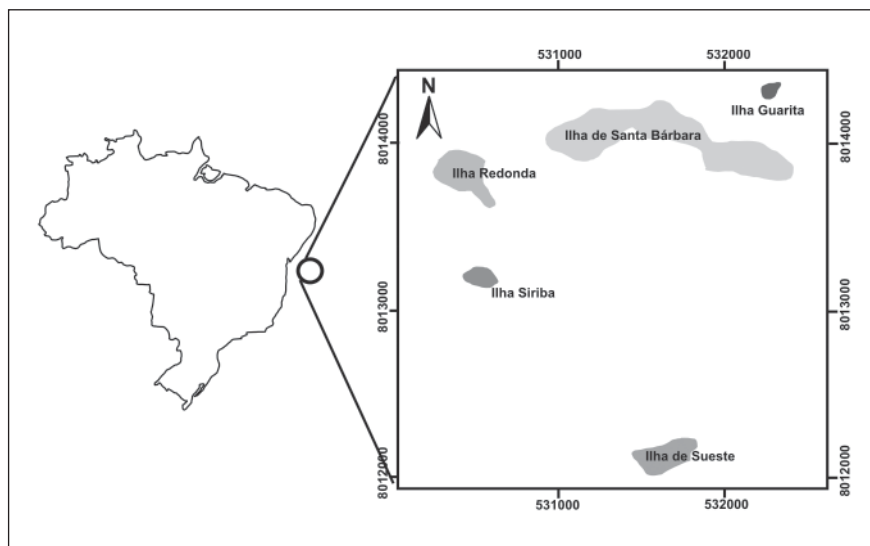 531000
532000
N
Ilha Guarita
Ilha de Santa Bárbara
8014000
8014000
Ilha Redonda
Ilha Siriba
8013000
8013000
Ilha de Sueste
8012000
8012000
531000
532000